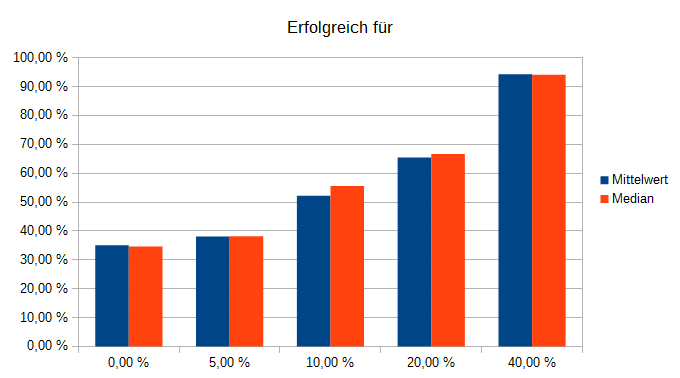 Erfolgreich für
100,00 %
90,00 %
80,00 %
70,00 %
60,00 %
50,00 %
40,00 %
30,00 %
20,00 %
10,00 %
0,00 %
0,00 % 5,00 % 10,00 % 20,00 % 40,00 %
Mittelwert
Median